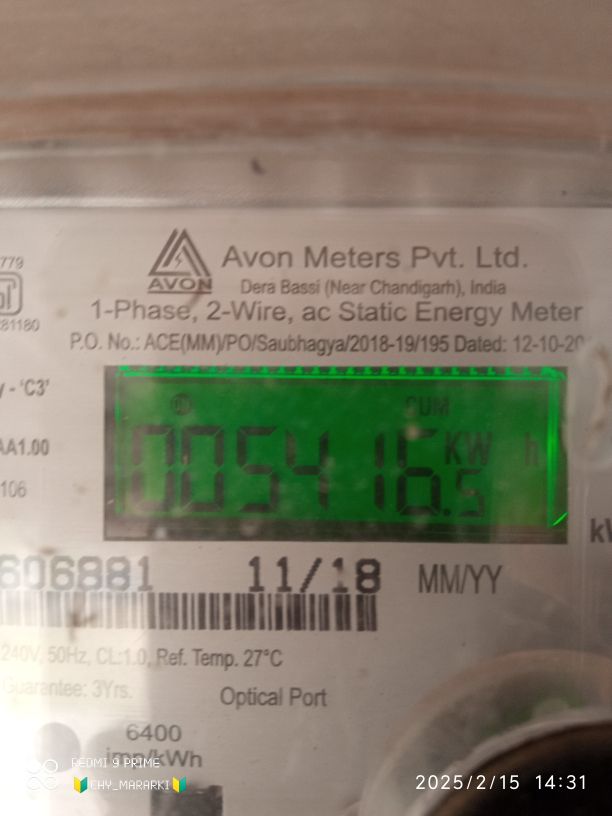 779
Avon Meters Pvt. Ltd.
AVON
Dera Bassi (Near Chandigarh), India
81180
1-Phase, 2-Wire, ac Static Energy Meter
P.O. No.: ACE(MM)/PO/Saubhagya/2018-19/195 Dated: 12-10-20
y - 'C3'
CUM
AA1.00
005416.5 KW h
106
606881 11/18 MM/YY
240V, 50Hz, CL:1.0, Ref. Temp. 27°C
Guarantee: 3Yrs.
Optical Port
6400
imp/kWh
REDMI 9 PRIME
CHY_MARARKI
2025/2/15 14:31